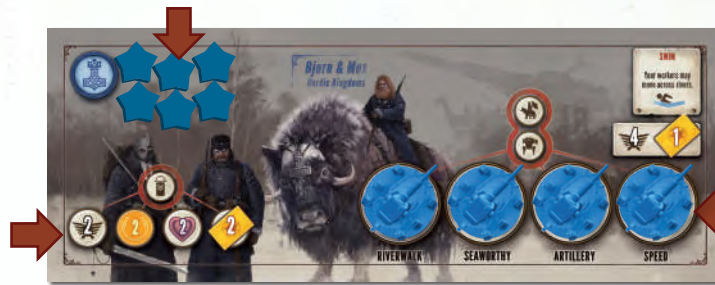 Bjorn & Mox
Nordic Kingdoms
SWIM
Your workers may
move across rivers.
4 1
2 2 2 2
RIVERWALK SEAWORTHY ARTILLERY SPEED